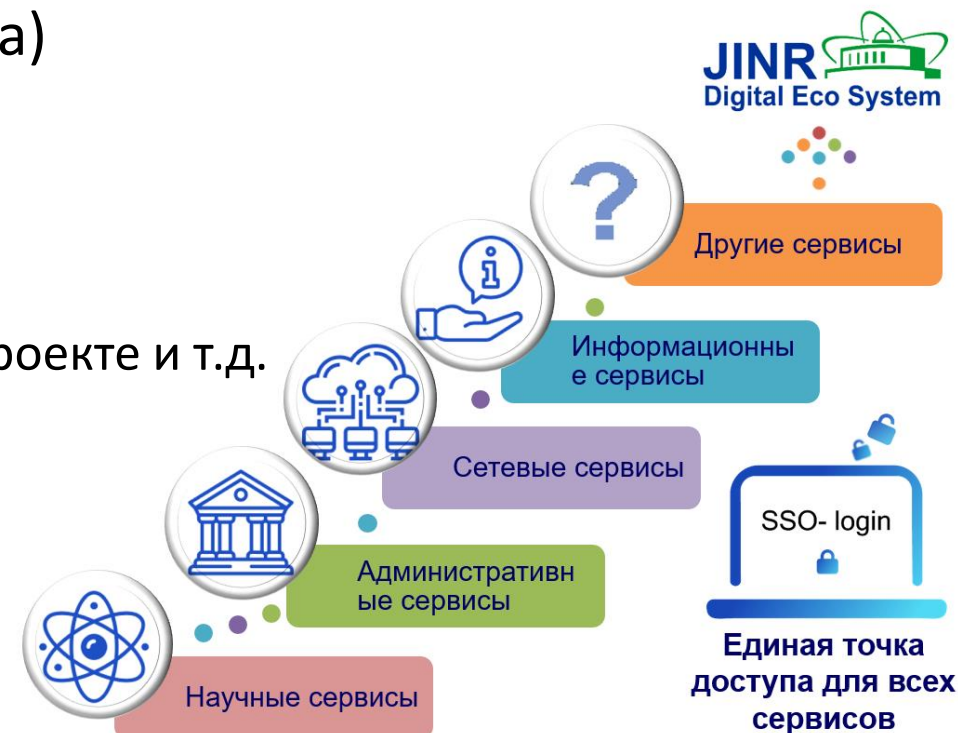 а)
JINR
Digital Eco System
?
Другие сервисы
i
роекте и т.д.
Информационны
е сервисы
Сетевые сервисы
SSO- login
Административн
ые сервисы
Единая точка
доступа для всех
сервисов
Научные сервисы